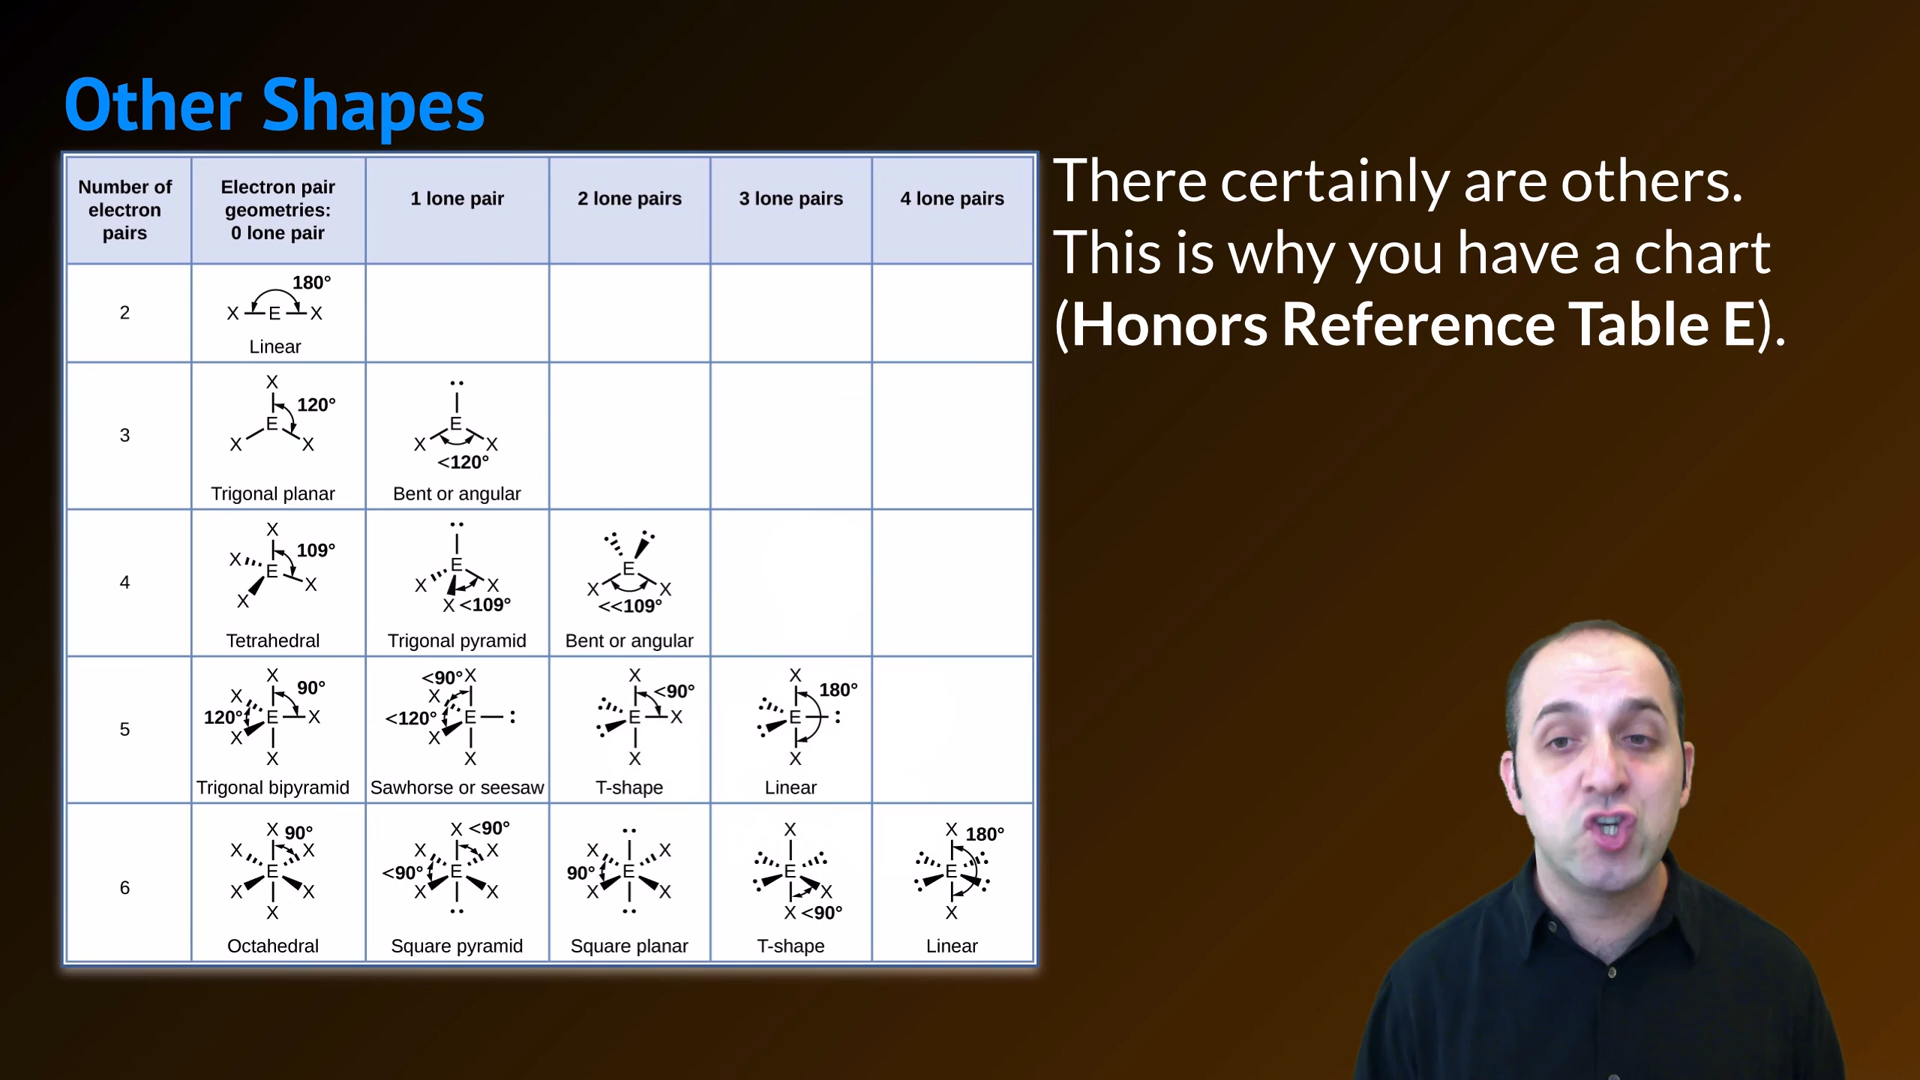 Other Shapes
There certainly are others.
This is why you have a chart
(Honors Reference Table E).
Number of electron pairs
Electron pair geometries: 0 lone pair
1 lone pair
2 lone pairs
3 lone pairs
4 lone pairs
2
180°
X E X
Linear
3
X
120°
E
X X
Trigonal planar
:
E
X X
<120°
Bent or angular
4
X
X 109°
E
X
X
Tetrahedral
:
E
X X
X <109°
Trigonal pyramid
: :
E
X X
<<109°
Bent or angular
5
X
X 90°
120° E X
X
X
Trigonal bipyramid
<90° X
X
<120° E :
X
X
Sawhorse or seesaw
X
: <90°
E X
:
X
T-shape
X
: 180°
E :
:
X
Linear
6
X 90°
X X
E
X X
X
Octahedral
X <90°
X X
<90° E
X X
:
Square pyramid
:
X X
90° E
X X
:
Square planar
X
: :
E
: X
X <90°
T-shape
X 180°
: :
E
: :
X
Linear